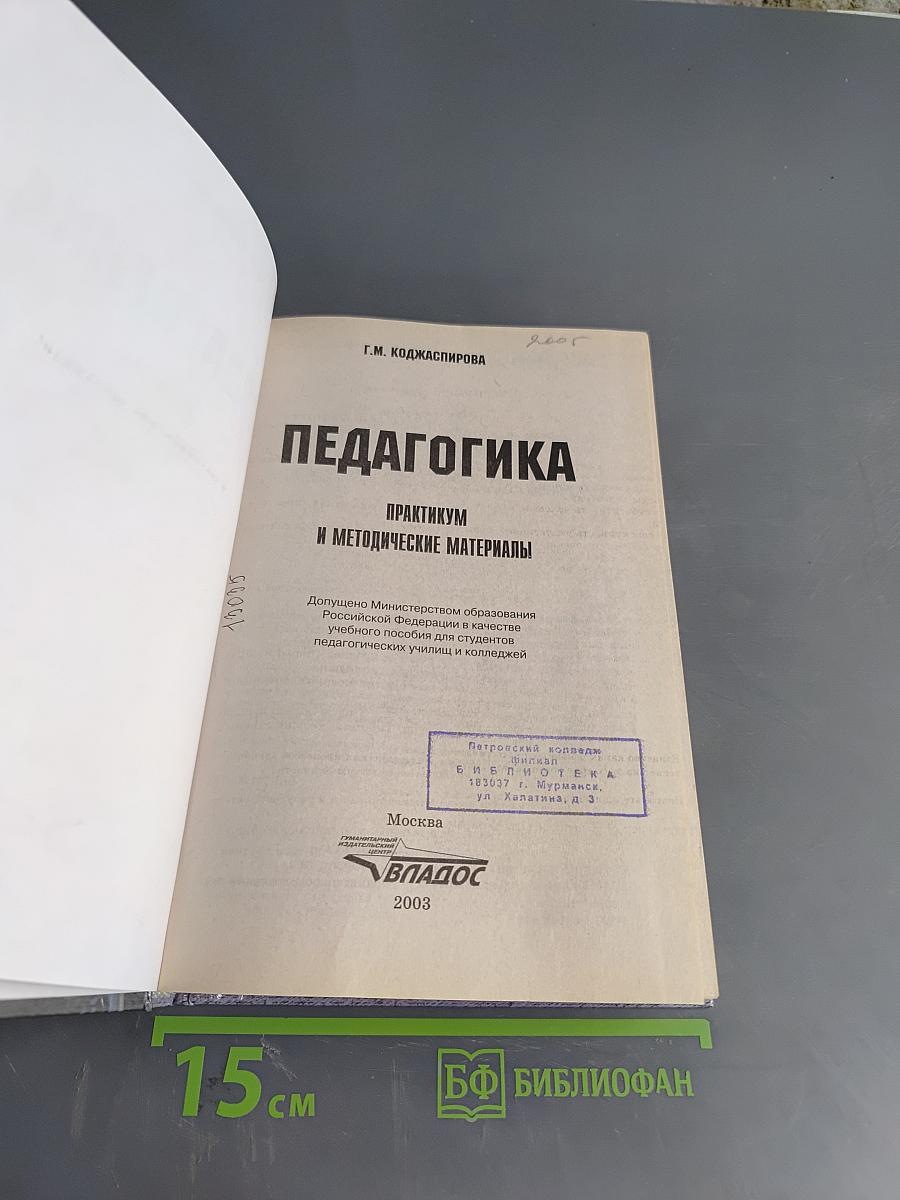 2005
Г.М. КОДЖАСПИРОВА
ПЕДАГОГИКА
ПРАКТИКУМ
И МЕТОДИЧЕСКИЕ МАТЕРИАЛЫ
Допущено Министерством образования
Российской Федерации в качестве
учебного пособия для студентов
педагогических училищ и колледжей
Петровский колледж
филиал
БИБЛИОТЕКА
183037 г. Мурманск,
ул. Халатина, д. 3
Москва
ГУМАНИТАРНЫЙ
ИЗДАТЕЛЬСКИЙ
ЦЕНТР
ВЛАДОС
2003
15 см
БФ БИБЛИОФАН